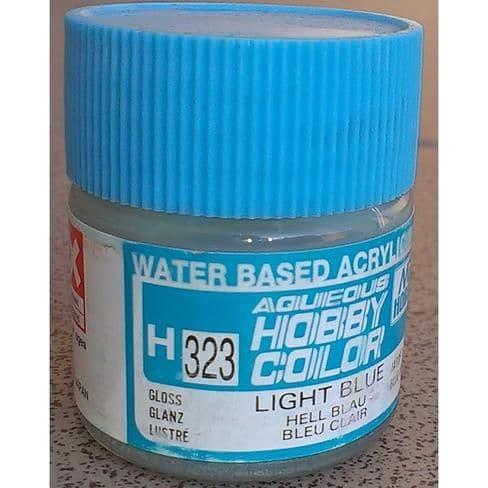 WATER BASED ACRYLIC
AQUEOUS
HOBBY
COLOR
H 323
GLOSS
GLANZ
LUSTRÉ
LIGHT BLUE
HELL BLAU
BLEU CLAIR